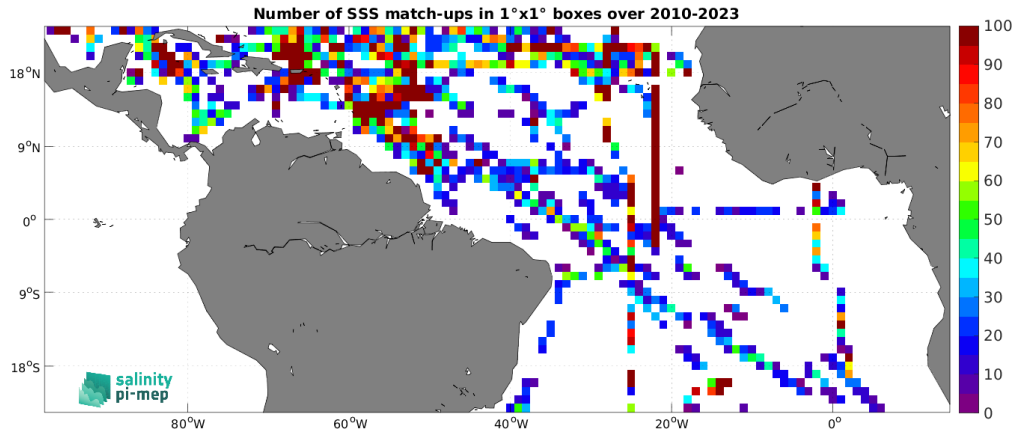 Number of SSS match-ups in 1°x1° boxes over 2010-2023
100
90
80
70
60
50
40
30
20
10
0
18°N
9°N
0°
9°S
18°S
80°W
60°W
40°W
20°W
0°
salinity
pi-mep